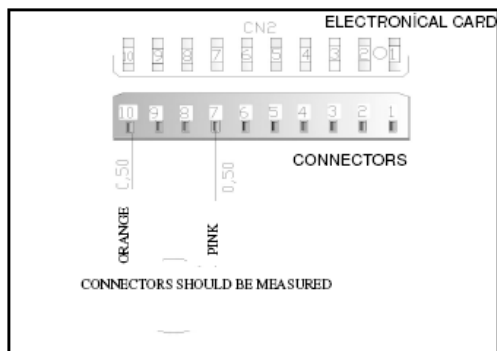 ELECTRONİCAL CARD
CN2
10 9 8 7 6 5 4 3 2 1
10 9 8 7 6 5 4 3 2 1
CONNECTORS
0,50 0,50
ORANGE PINK
CONNECTORS SHOULD BE MEASURED